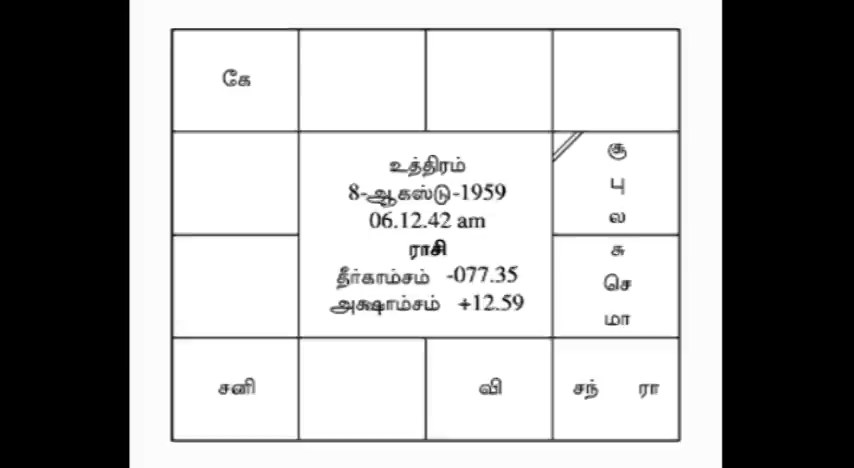 கே
உத்திரம்
8-ஆகஸ்டு-1959
06.12.42 am
ராசி
தீர்காம்சம் -077.35
அக்ஷாம்சம் +12.59
சூ
பு
ல
சு
செ
மா
சனி
வி
சந் ரா